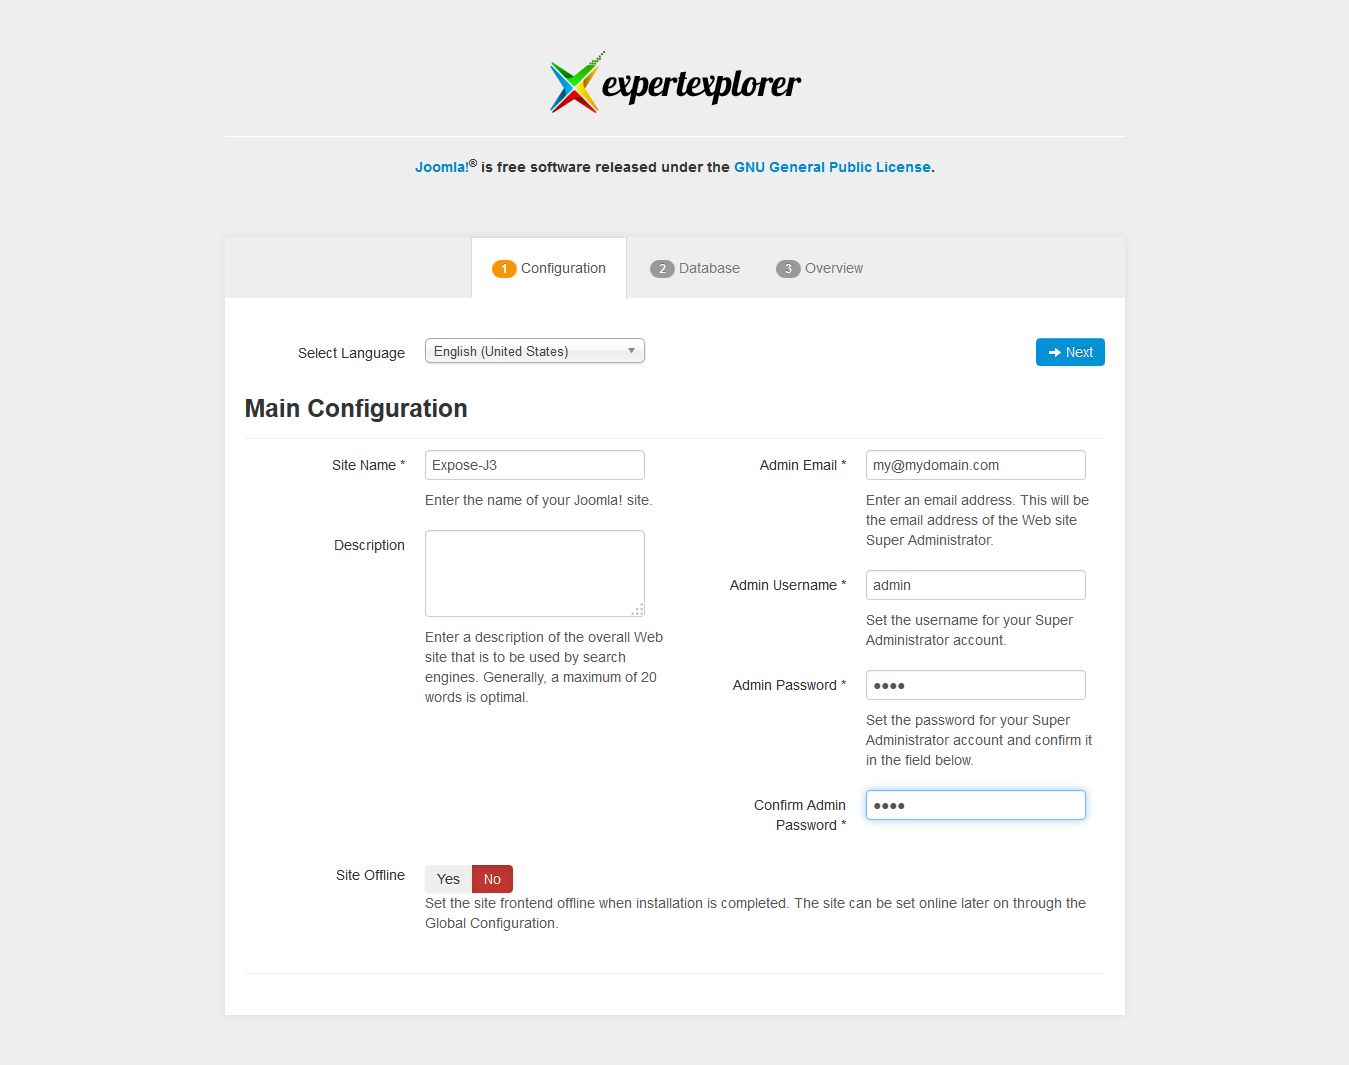 expertexplorer
Joomla!® is free software released under the GNU General Public License.
1 Configuration
2 Database
3 Overview
Select Language
English (United States)
Next
Main Configuration
Site Name *
Expose-J3
Enter the name of your Joomla! site.
Description
Enter a description of the overall Web
site that is to be used by search
engines. Generally, a maximum of 20
words is optimal.
Admin Email *
my@mydomain.com
Enter an email address. This will be
the email address of the Web site
Super Administrator.
Admin Username *
admin
Set the username for your Super
Administrator account.
Admin Password *
●●●●
Set the password for your Super
Administrator account and confirm it
in the field below.
Confirm Admin
Password *
●●●●
Site Offline
Yes No
Set the site frontend offline when installation is completed. The site can be set online later on through the
Global Configuration.